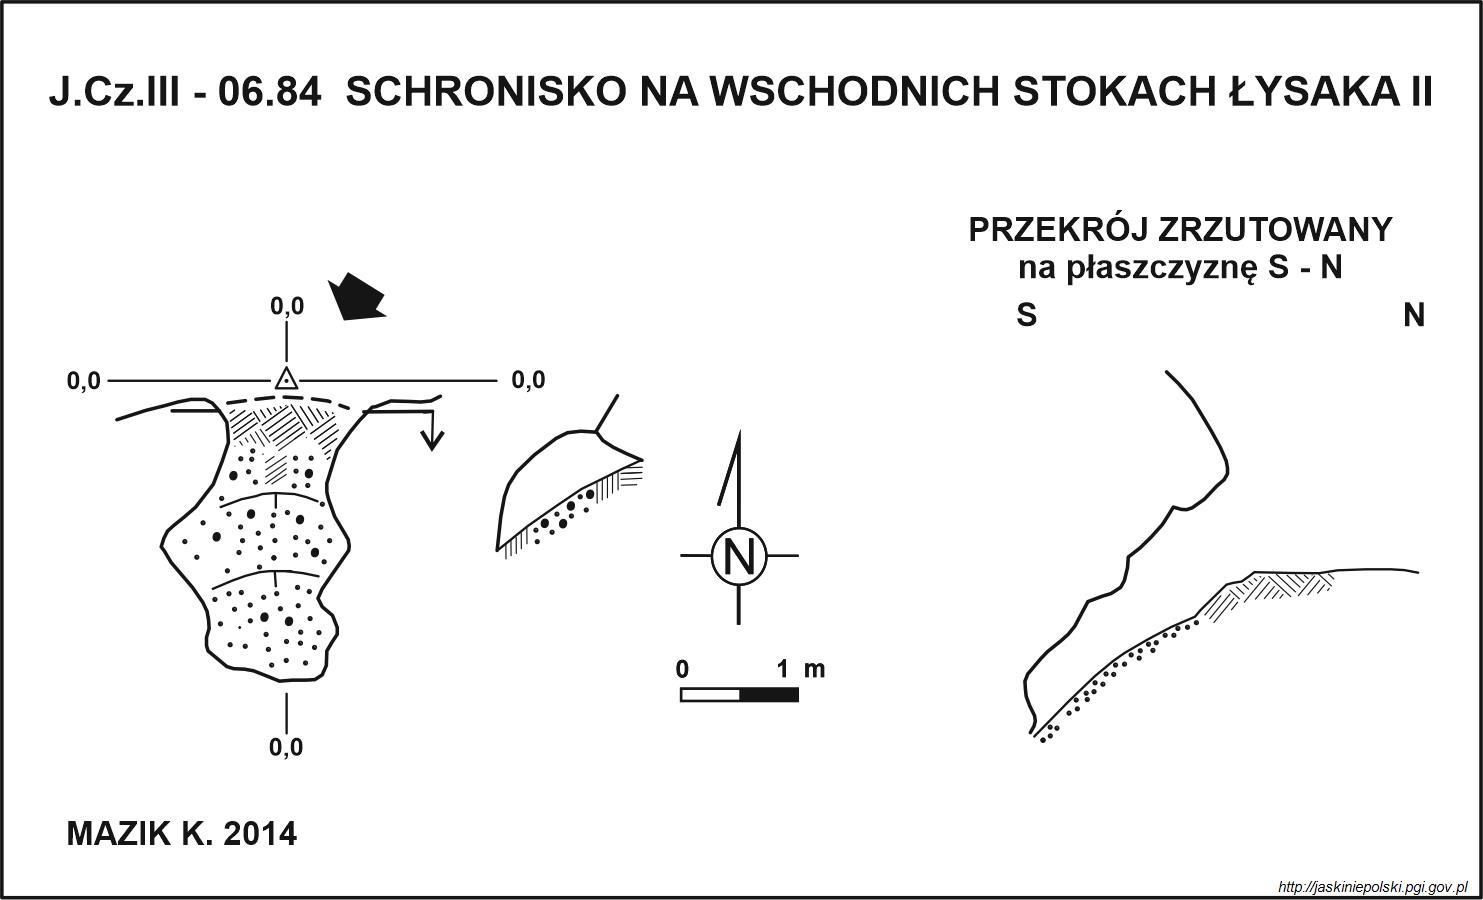 J.Cz.III - 06.84 SCHRONISKO NA WSCHODNICH STOKACH ŁYSAKA II
PRZEKRÓJ ZRZUTOWANY
na płaszczyznę S - N
S N
0,0
0,0 0,0
N
0 1 m
0,0
MAZIK K. 2014
http://jaskiniepolski.pgi.gov.pl